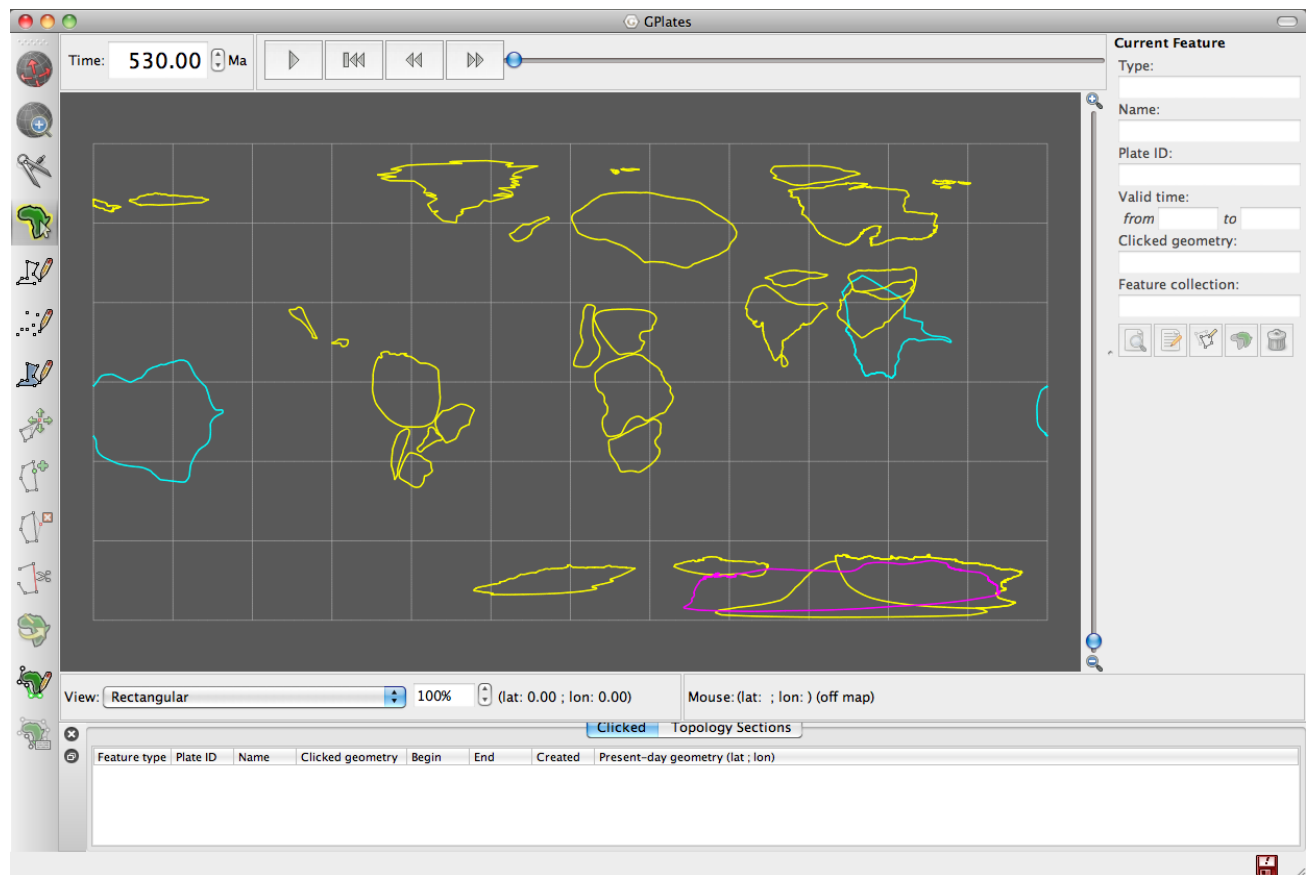 GPlates
Time: 530.00 Ma
Current Feature
Type:
Name:
Plate ID:
Valid time:
from to
Clicked geometry:
Feature collection:
View: Rectangular 100% (lat: 0.00 ; lon: 0.00) Mouse: (lat: ; lon: ) (off map)
Clicked Topology Sections
Feature type Plate ID Name Clicked geometry Begin End Created Present-day geometry (lat ; lon)